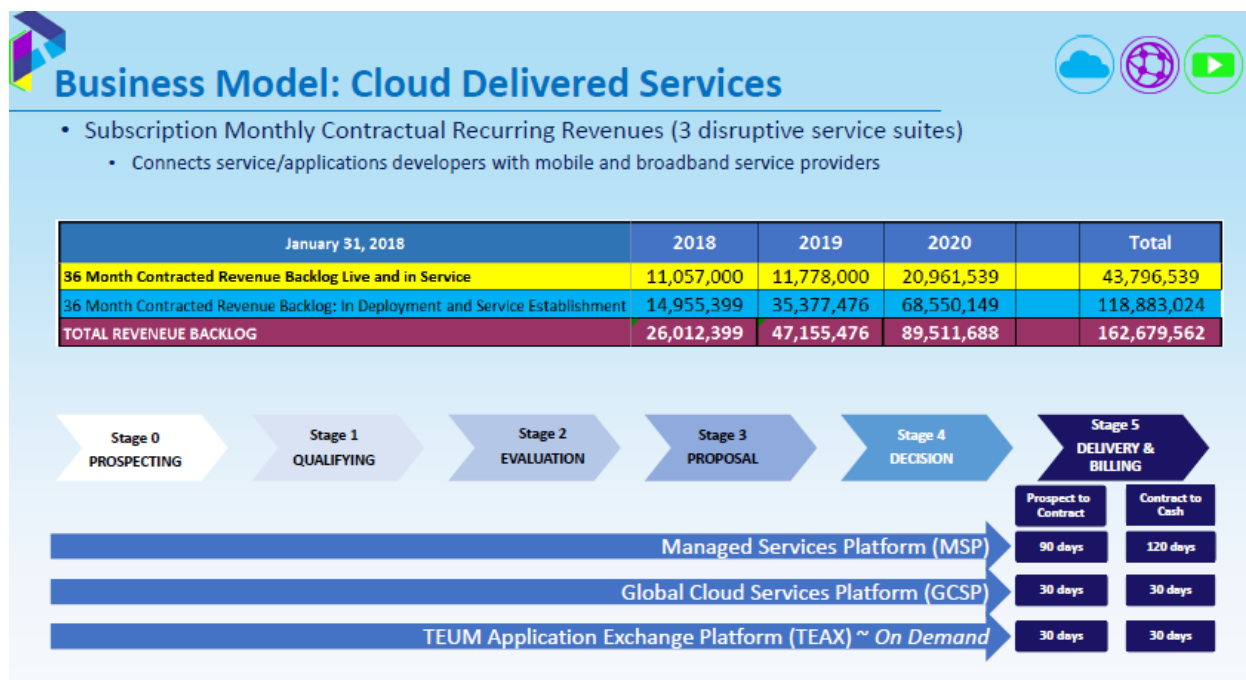 Business Model: Cloud Delivered Services
• Subscription Monthly Contractual Recurring Revenues (3 disruptive service suites)
• Connects service/applications developers with mobile and broadband service providers
January 31, 2018 2018 2019 2020 Total
36 Month Contracted Revenue Backlog Live and in Service 11,057,000 11,778,000 20,961,539 43,796,539
36 Month Contracted Revenue Backlog: In Deployment and Service Establishment 14,955,399 35,377,476 68,550,149 118,883,024
TOTAL REVENEUE BACKLOG 26,012,399 47,155,476 89,511,688 162,679,562
Stage 0
PROSPECTING
Stage 1
QUALIFYING
Stage 2
EVALUATION
Stage 3
PROPOSAL
Stage 4
DECISION
Stage 5
DELIVERY &
BILLING
Prospect to
Contract
Contract to
Cash
Managed Services Platform (MSP) 90 days 120 days
Global Cloud Services Platform (GCSP) 30 days 30 days
TEUM Application Exchange Platform (TEAX) ~ On Demand 30 days 30 days